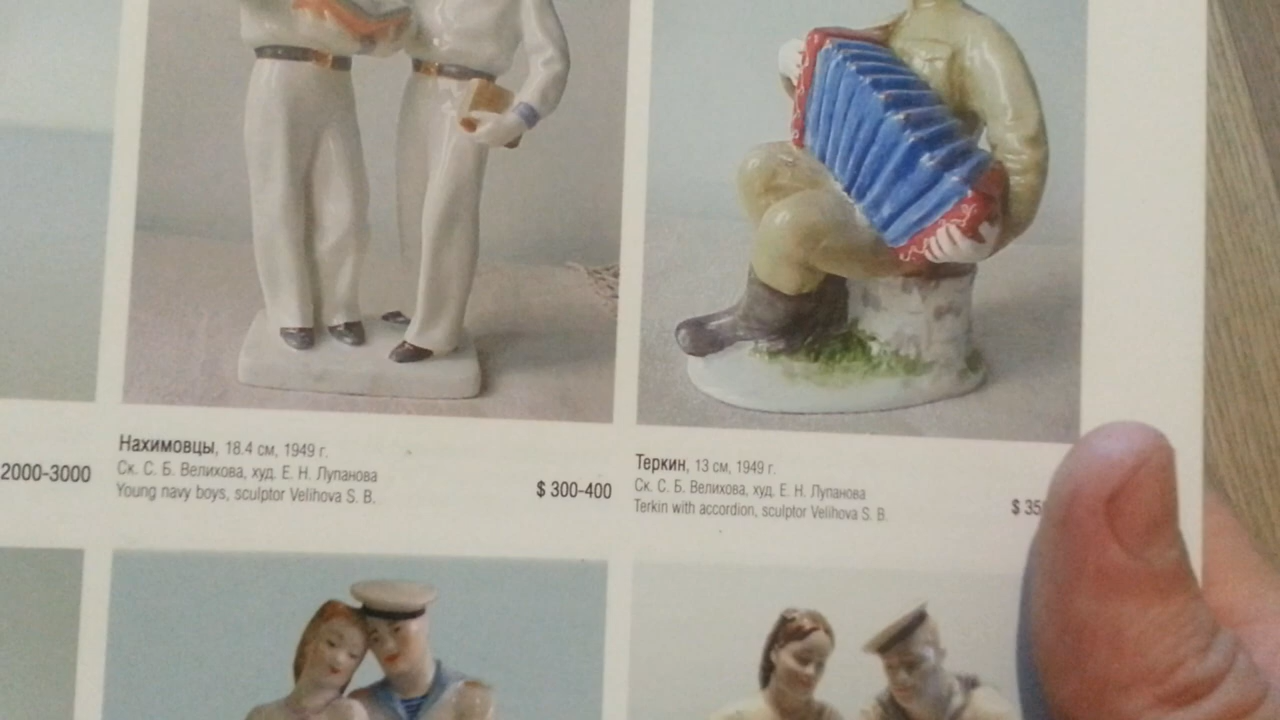 2000-3000
Нахимовцы, 18.4 см, 1949 г.
Ск. С. Б. Велихова, худ. Е. Н. Лупанова
Young navy boys, sculptor Velihova S. B.
$ 300-400
Теркин, 13 см, 1949 г.
Ск. С. Б. Велихова, худ. Е. Н. Лупанова
Terkin with accordion, sculptor Velihova S. B.
$ 35